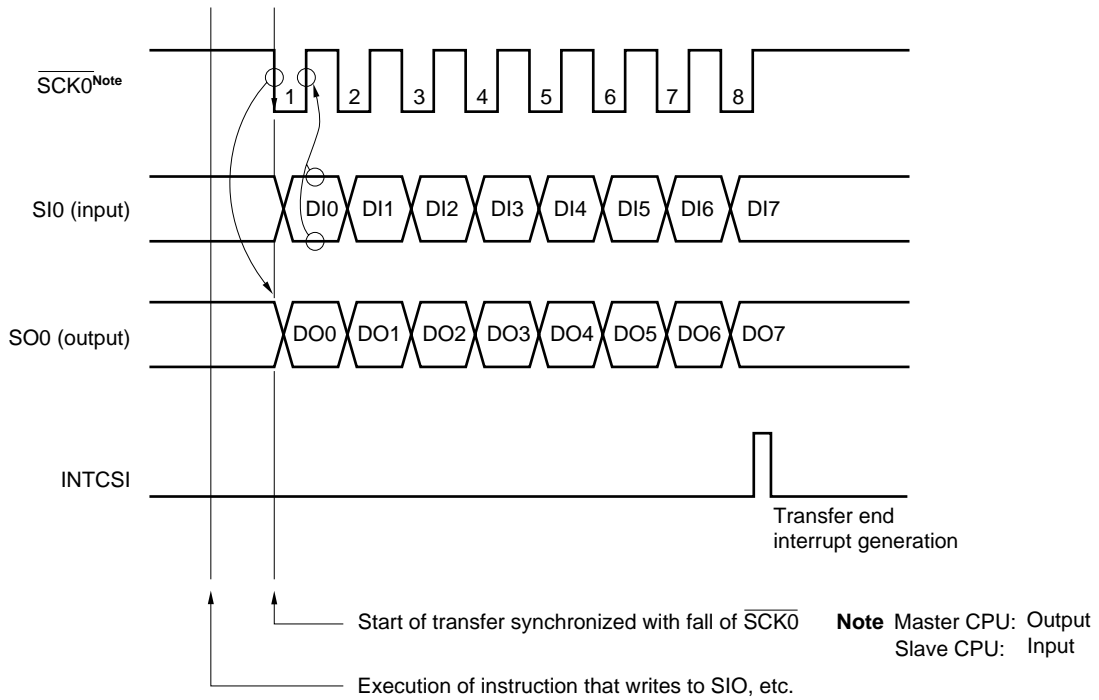 SCK0Note
1 2 3 4 5 6 7 8
SI0 (input)
DI0 DI1 DI2 DI3 DI4 DI5 DI6 DI7
SO0 (output)
DO0 DO1 DO2 DO3 DO4 DO5 DO6 DO7
INTCSI
Transfer end
interrupt generation
Start of transfer synchronized with fall of SCK0
Note Master CPU: Output
Slave CPU: Input
Execution of instruction that writes to SIO, etc.